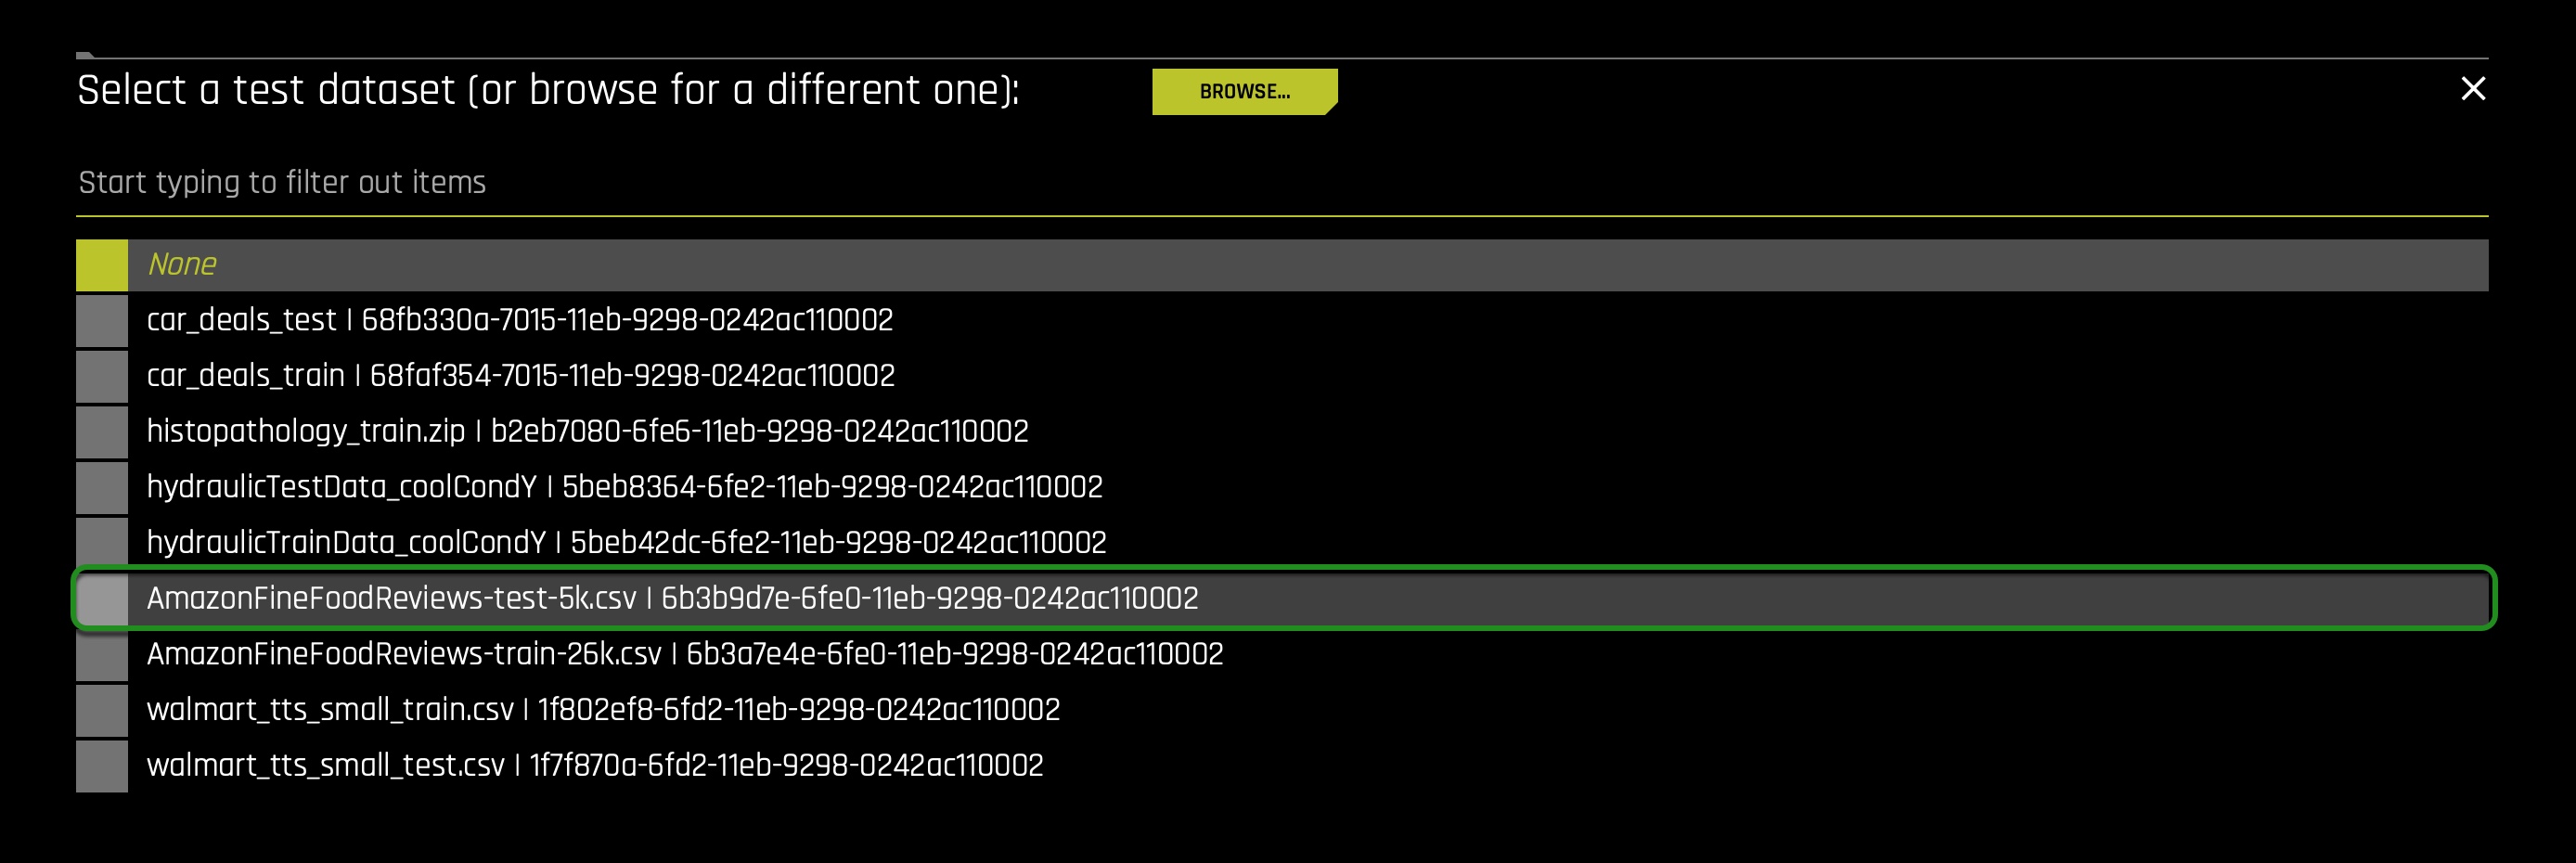 Select a test dataset (or browse for a different one): BROWSE...
Start typing to filter out items
None
car_deals_test | 68fb330a-7015-11eb-9298-0242ac110002
car_deals_train | 68faf354-7015-11eb-9298-0242ac110002
histopathology_train.zip | b2eb7080-6fe6-11eb-9298-0242ac110002
hydraulicTestData_coolCondY | 5beb8364-6fe2-11eb-9298-0242ac110002
hydraulicTrainData_coolCondY | 5beb42dc-6fe2-11eb-9298-0242ac110002
AmazonFineFoodReviews-test-5k.csv | 6b3b9d7e-6fe0-11eb-9298-0242ac110002
AmazonFineFoodReviews-train-26k.csv | 6b3a7e4e-6fe0-11eb-9298-0242ac110002
walmart_tts_small_train.csv | 1f802ef8-6fd2-11eb-9298-0242ac110002
walmart_tts_small_test.csv | 1f7f870a-6fd2-11eb-9298-0242ac110002